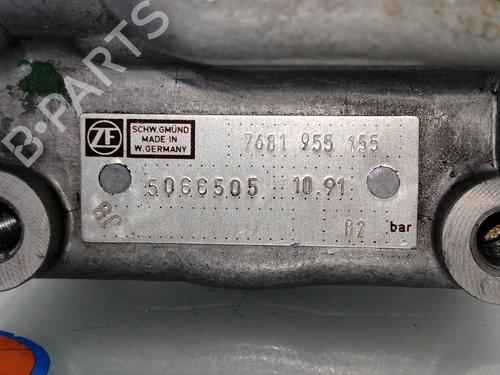 B-PARTS
ZF
SCHW.GMÜND
MADE IN
W. GERMANY
7681 955 155
5066505 10.91
82 bar